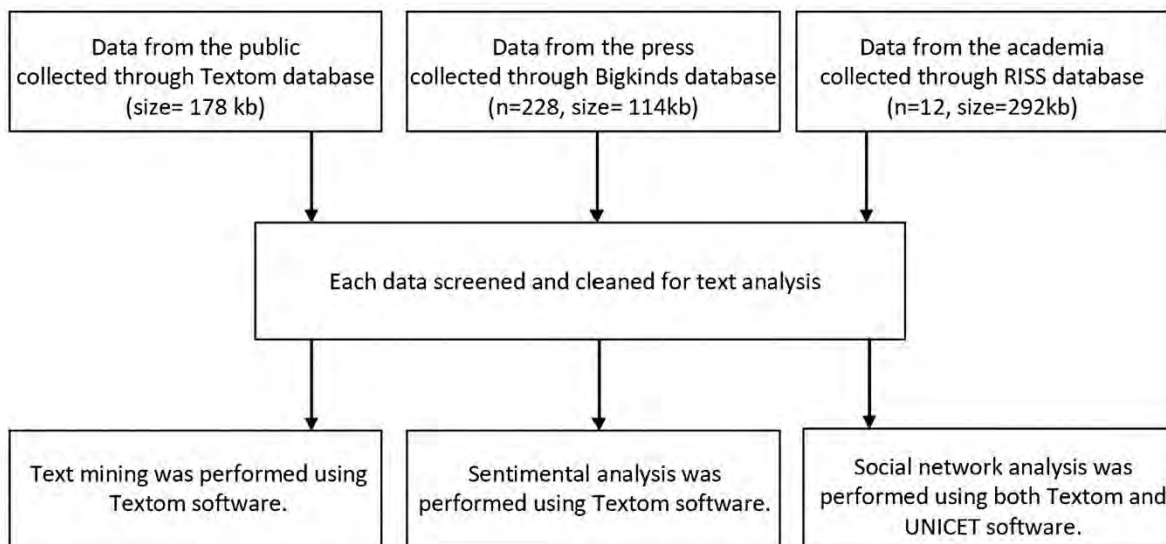 Data from the public
collected through Textom database
(size= 178 kb)
Data from the press
collected through Bigkinds database
(n=228, size= 114kb)
Data from the academia
collected through RISS database
(n=12, size=292kb)
Each data screened and cleaned for text analysis
Text mining was performed using
Textom software.
Sentimental analysis was
performed using Textom software.
Social network analysis was
performed using both Textom and
UNICET software.